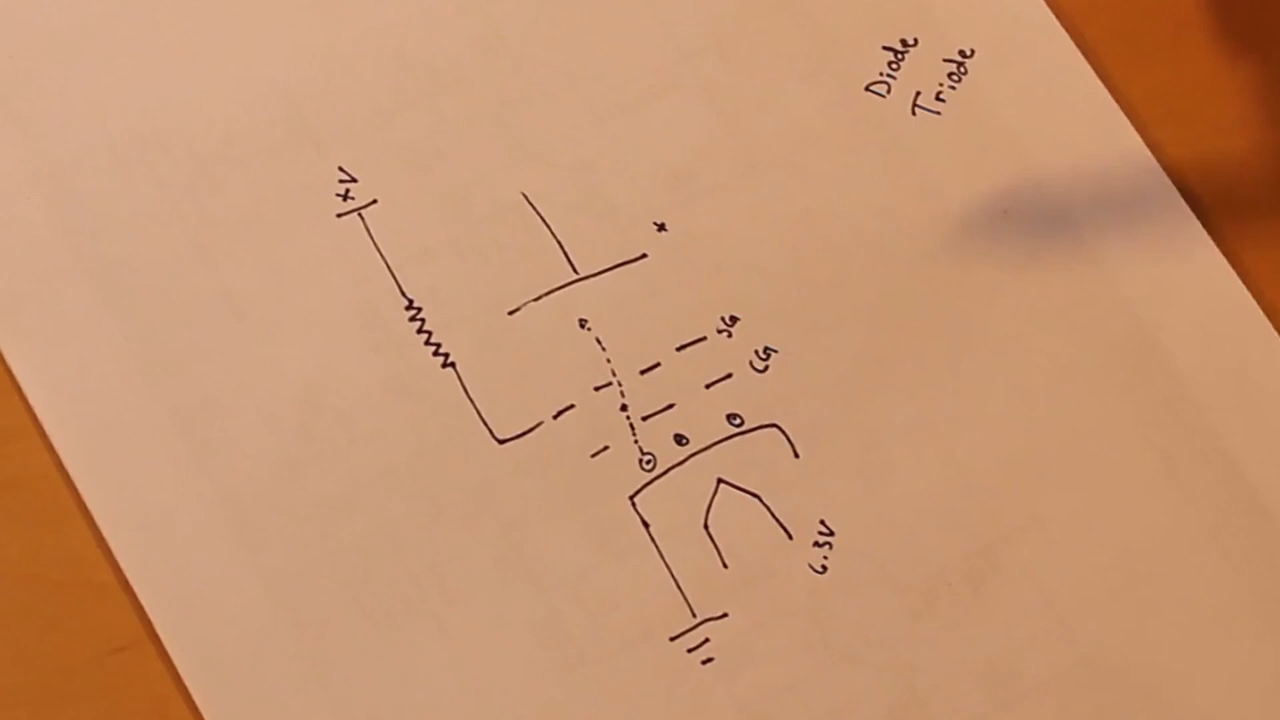 Diode
Triode
+V
+
SG
CG
6.3V